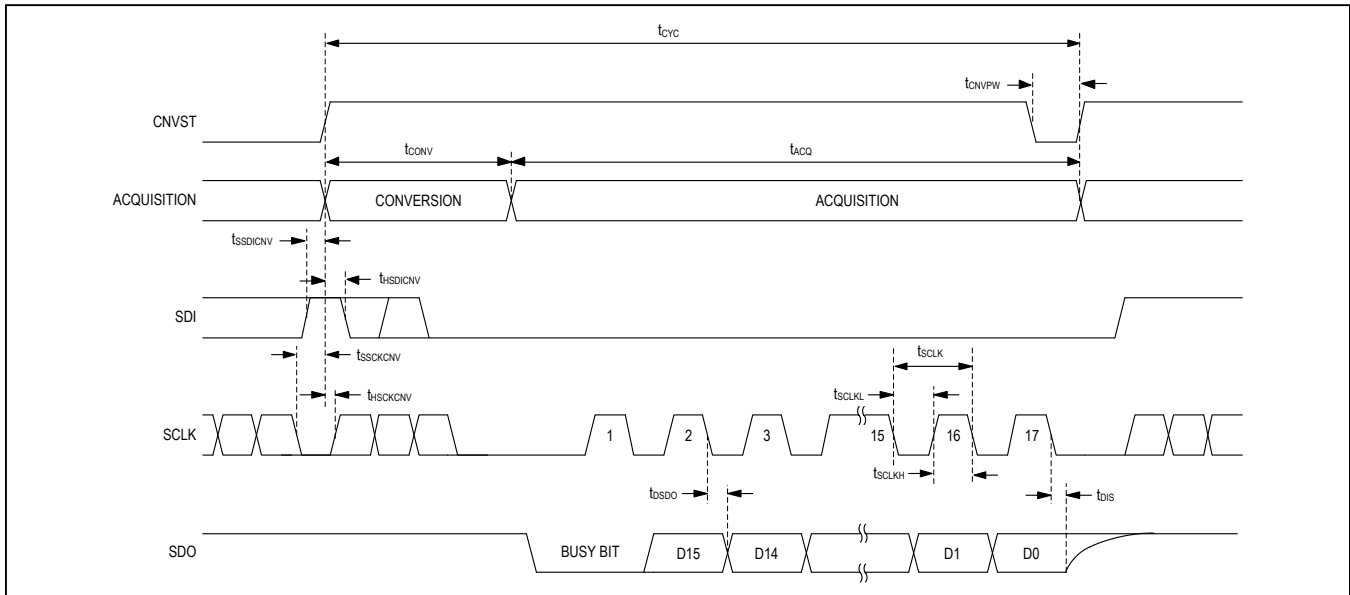 tCYC
tCNVPW
CNVST
tCONV
tACQ
ACQUISITION
CONVERSION
ACQUISITION
tSSDICNV
tHSDICNV
SDI
tSSCKCNV
tSCLK
tHSCKCNV
tSCLKL
SCLK
1
2
3
15
16
17
tSCLKH
tDSDO
tDIS
SDO
BUSY BIT
D15
D14
D1
D0